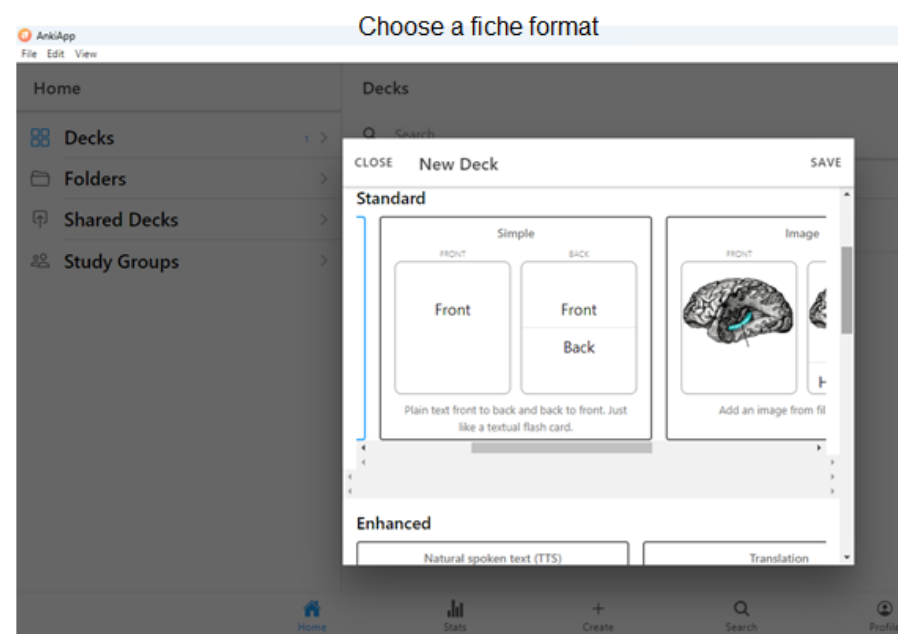 Choose a fiche format
AnkiApp
File Edit View
Home
Decks
Decks
1
Folders
Shared Decks
Study Groups
Search
CLOSE
New Deck
SAVE
Standard
Simple
FRONT
BACK
Front
Front
Back
Plain text front to back and back to front. Just
like a textual flash card.
Image
FRONT
H
Add an image from fil
Enhanced
Natural spoken text (TTS)
Translation
Home
Stats
Create
Search
Profile